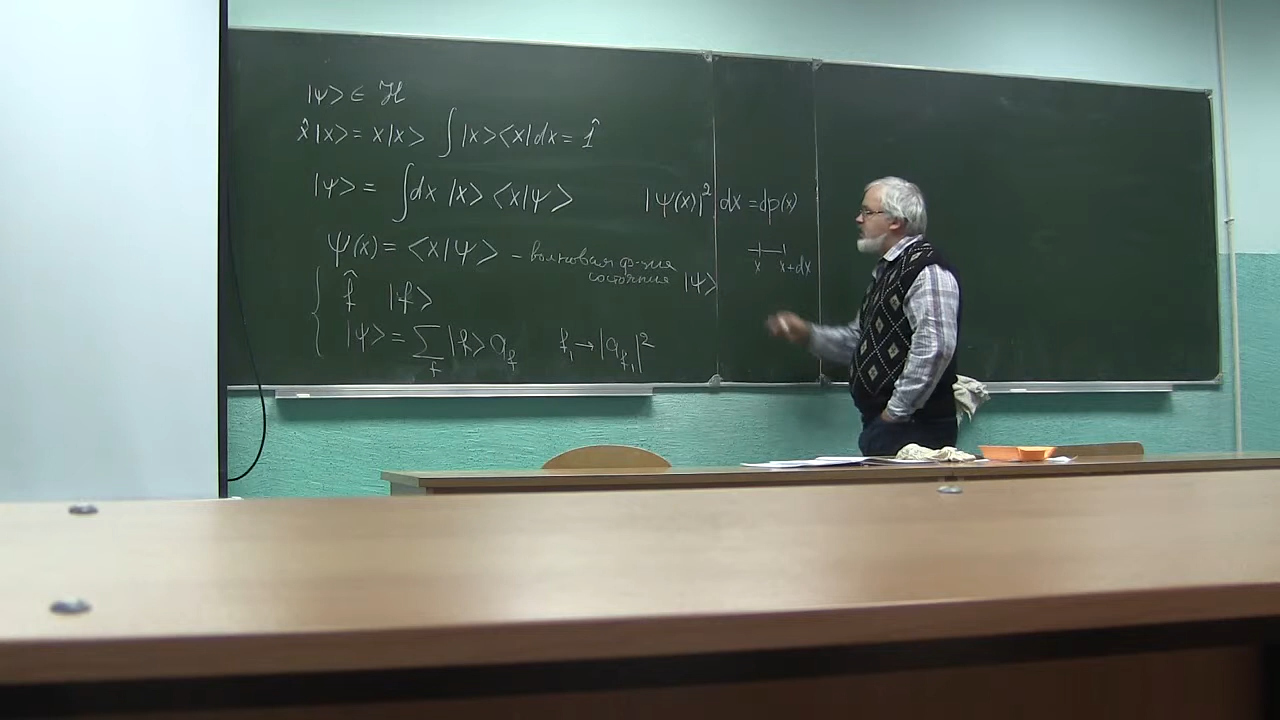 |ψ> ∈ ℋ
x̂|x> = x|x> ∫|x><x|dx = 1̂
|ψ> = ∫dx |x> <x|ψ>
|ψ(x)|² dx = dp(x)
ψ(x) = <x|ψ> – волновая ф-ция
состояния |ψ>
x x+dx
f̂ |f>
|ψ> = ∑_f |f> a_f f₁ → |a_f₁|²